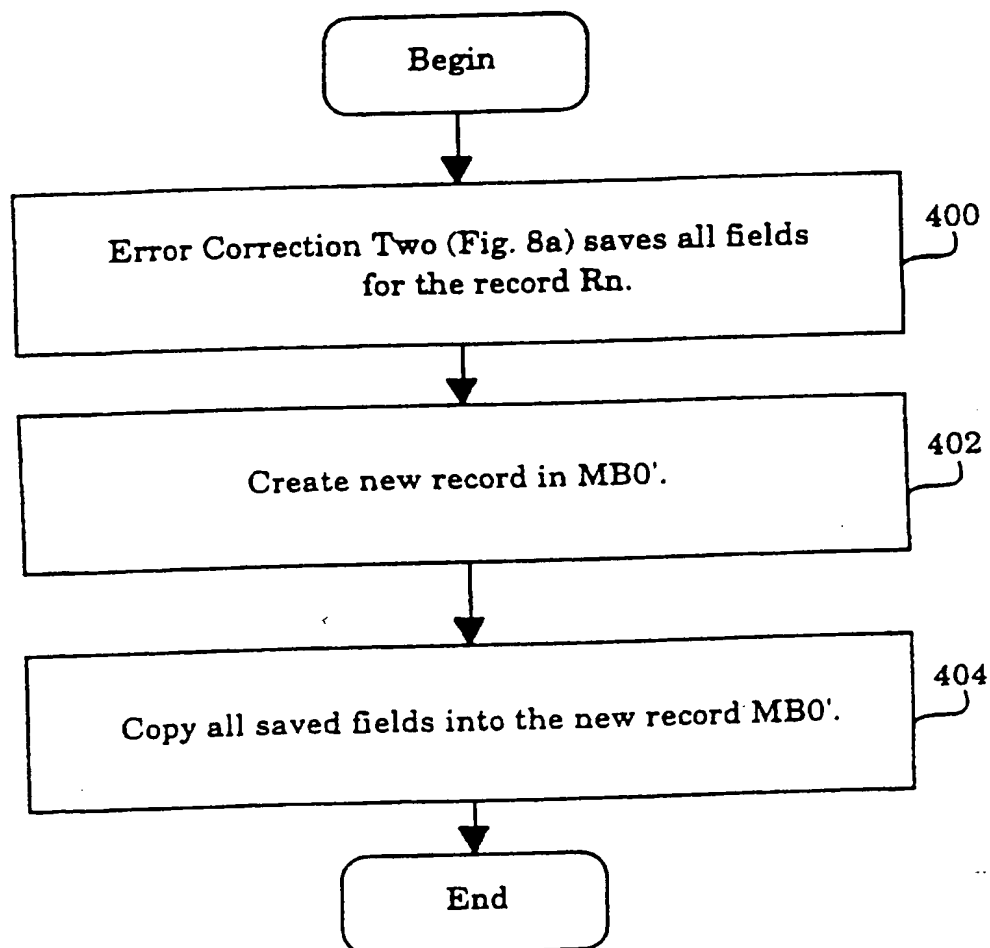 Begin
Error Correction Two (Fig. 8a) saves all fields
for the record Rn.
400
Create new record in MB0'.
402
Copy all saved fields into the new record MB0'.
404
End